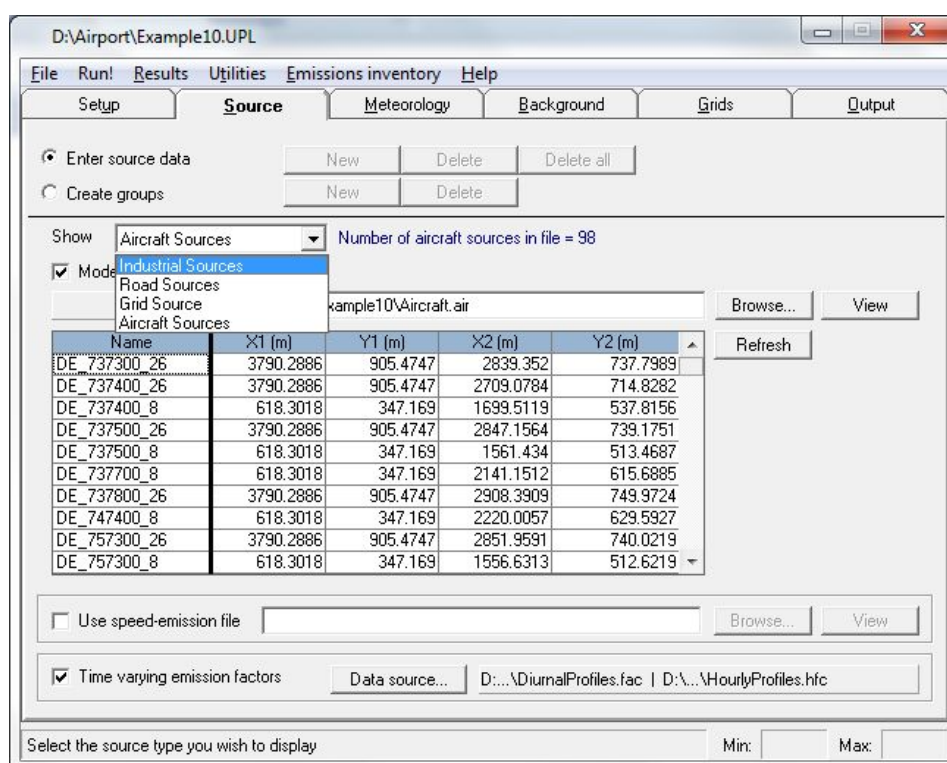 D:\Airport\Example10.UPL
File Run! Results Utilities Emissions inventory Help
Setup Source Meteorology Background Grids Output
Enter source data New Delete Delete all
Create groups New Delete
Show Aircraft Sources Number of aircraft sources in file = 98
Mode
Industrial Sources
Road Sources
Grid Source
Aircraft Sources
xample10\Aircraft.air Browse... View
Name X1 (m) Y1 (m) X2 (m) Y2 (m) Refresh
DE_737300_26 3790.2886 905.4747 2839.352 737.7989
DE_737400_26 3790.2886 905.4747 2709.0784 714.8282
DE_737400_8 618.3018 347.169 1699.5119 537.8156
DE_737500_26 3790.2886 905.4747 2847.1564 739.1751
DE_737500_8 618.3018 347.169 1561.434 513.4687
DE_737700_8 618.3018 347.169 2141.1512 615.6885
DE_737800_26 3790.2886 905.4747 2908.3909 749.9724
DE_747400_8 618.3018 347.169 2220.0057 629.5927
DE_757300_26 3790.2886 905.4747 2851.9591 740.0219
DE_757300_8 618.3018 347.169 1556.6313 512.6219
Use speed-emission file Browse... View
Time varying emission factors Data source... D:...\DiurnalProfiles.fac | D:\...\HourlyProfiles.hfc
Select the source type you wish to display Min: Max: